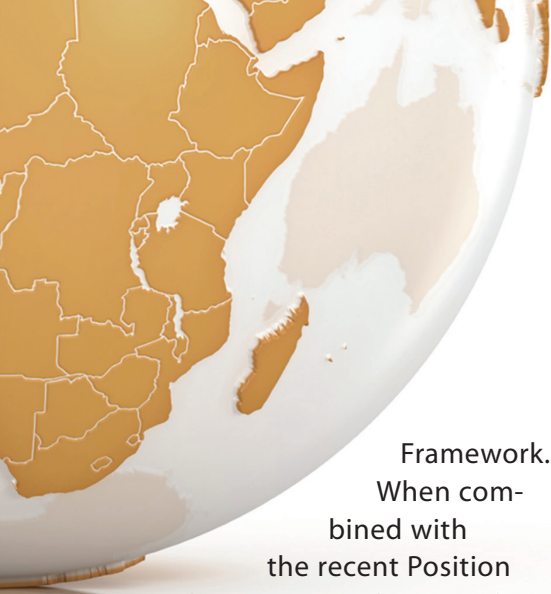 Framework.
When com-
bined with
the recent Position